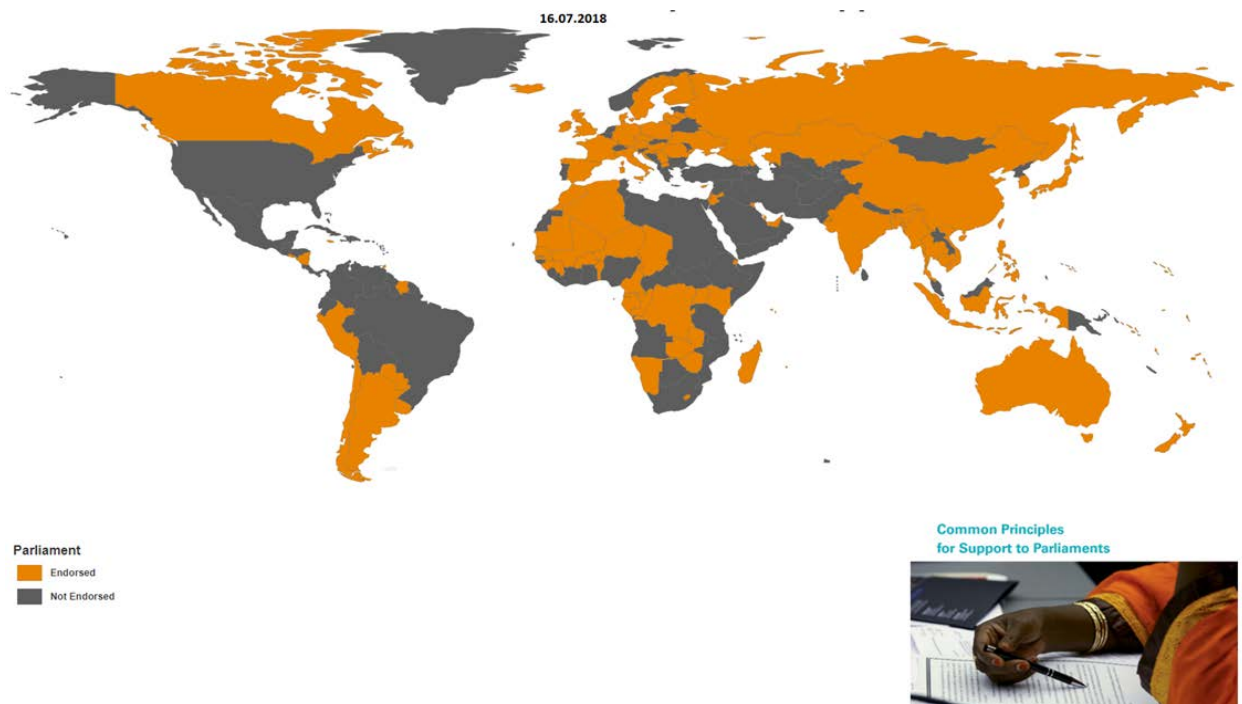 16.07.2018
Parliament
Endorsed
Not Endorsed
Common Principles
for Support to Parliaments